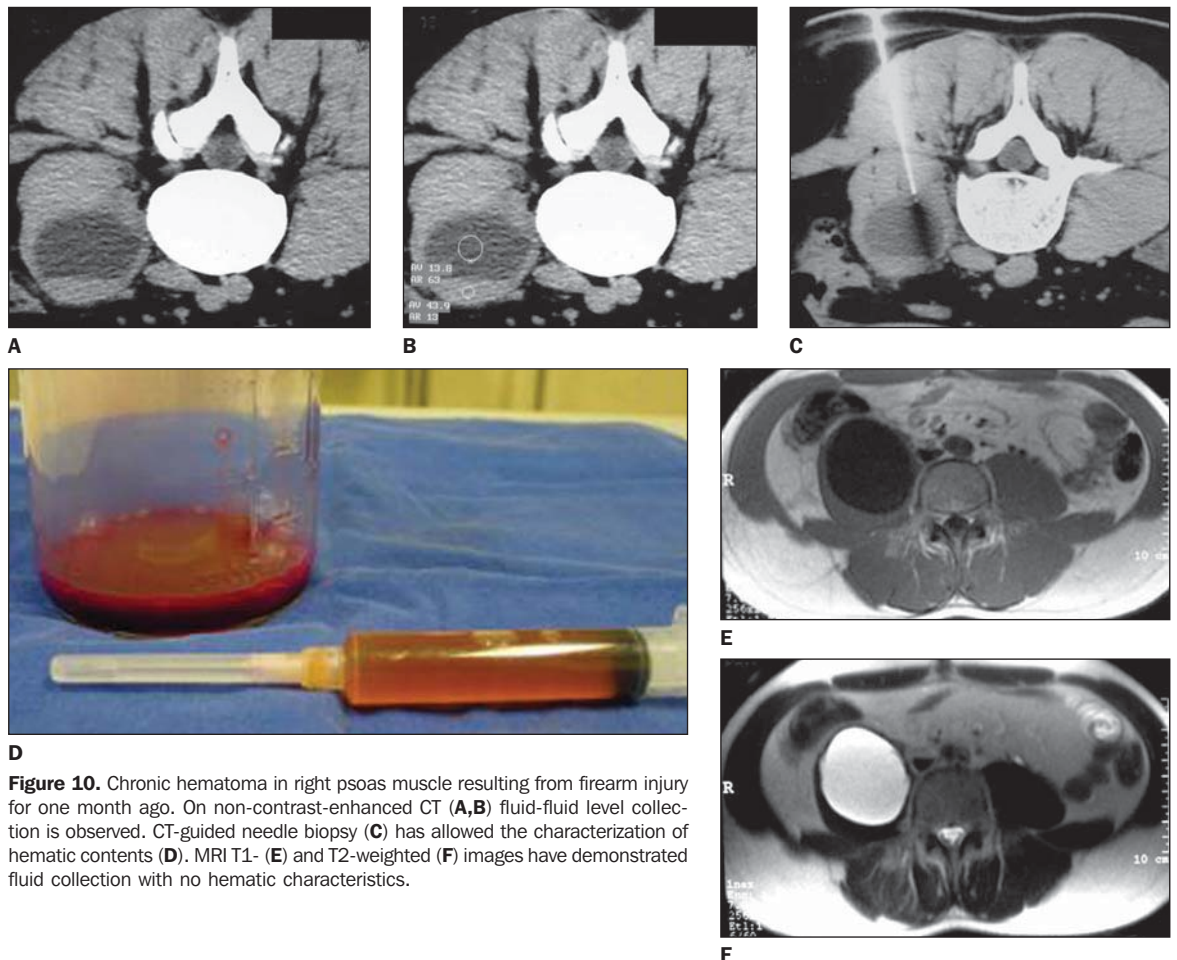 AV 13.8
AR 63
AV 43.9
AR 13
A
B
C
D
R
10 cm
E
R
10 cm
F
Figure 10. Chronic hematoma in right psoas muscle resulting from firearm injury
for one month ago. On non-contrast-enhanced CT (A,B) fluid-fluid level collec-
tion is observed. CT-guided needle biopsy (C) has allowed the characterization of
hematic contents (D). MRI T1- (E) and T2-weighted (F) images have demonstrated
fluid collection with no hematic characteristics.